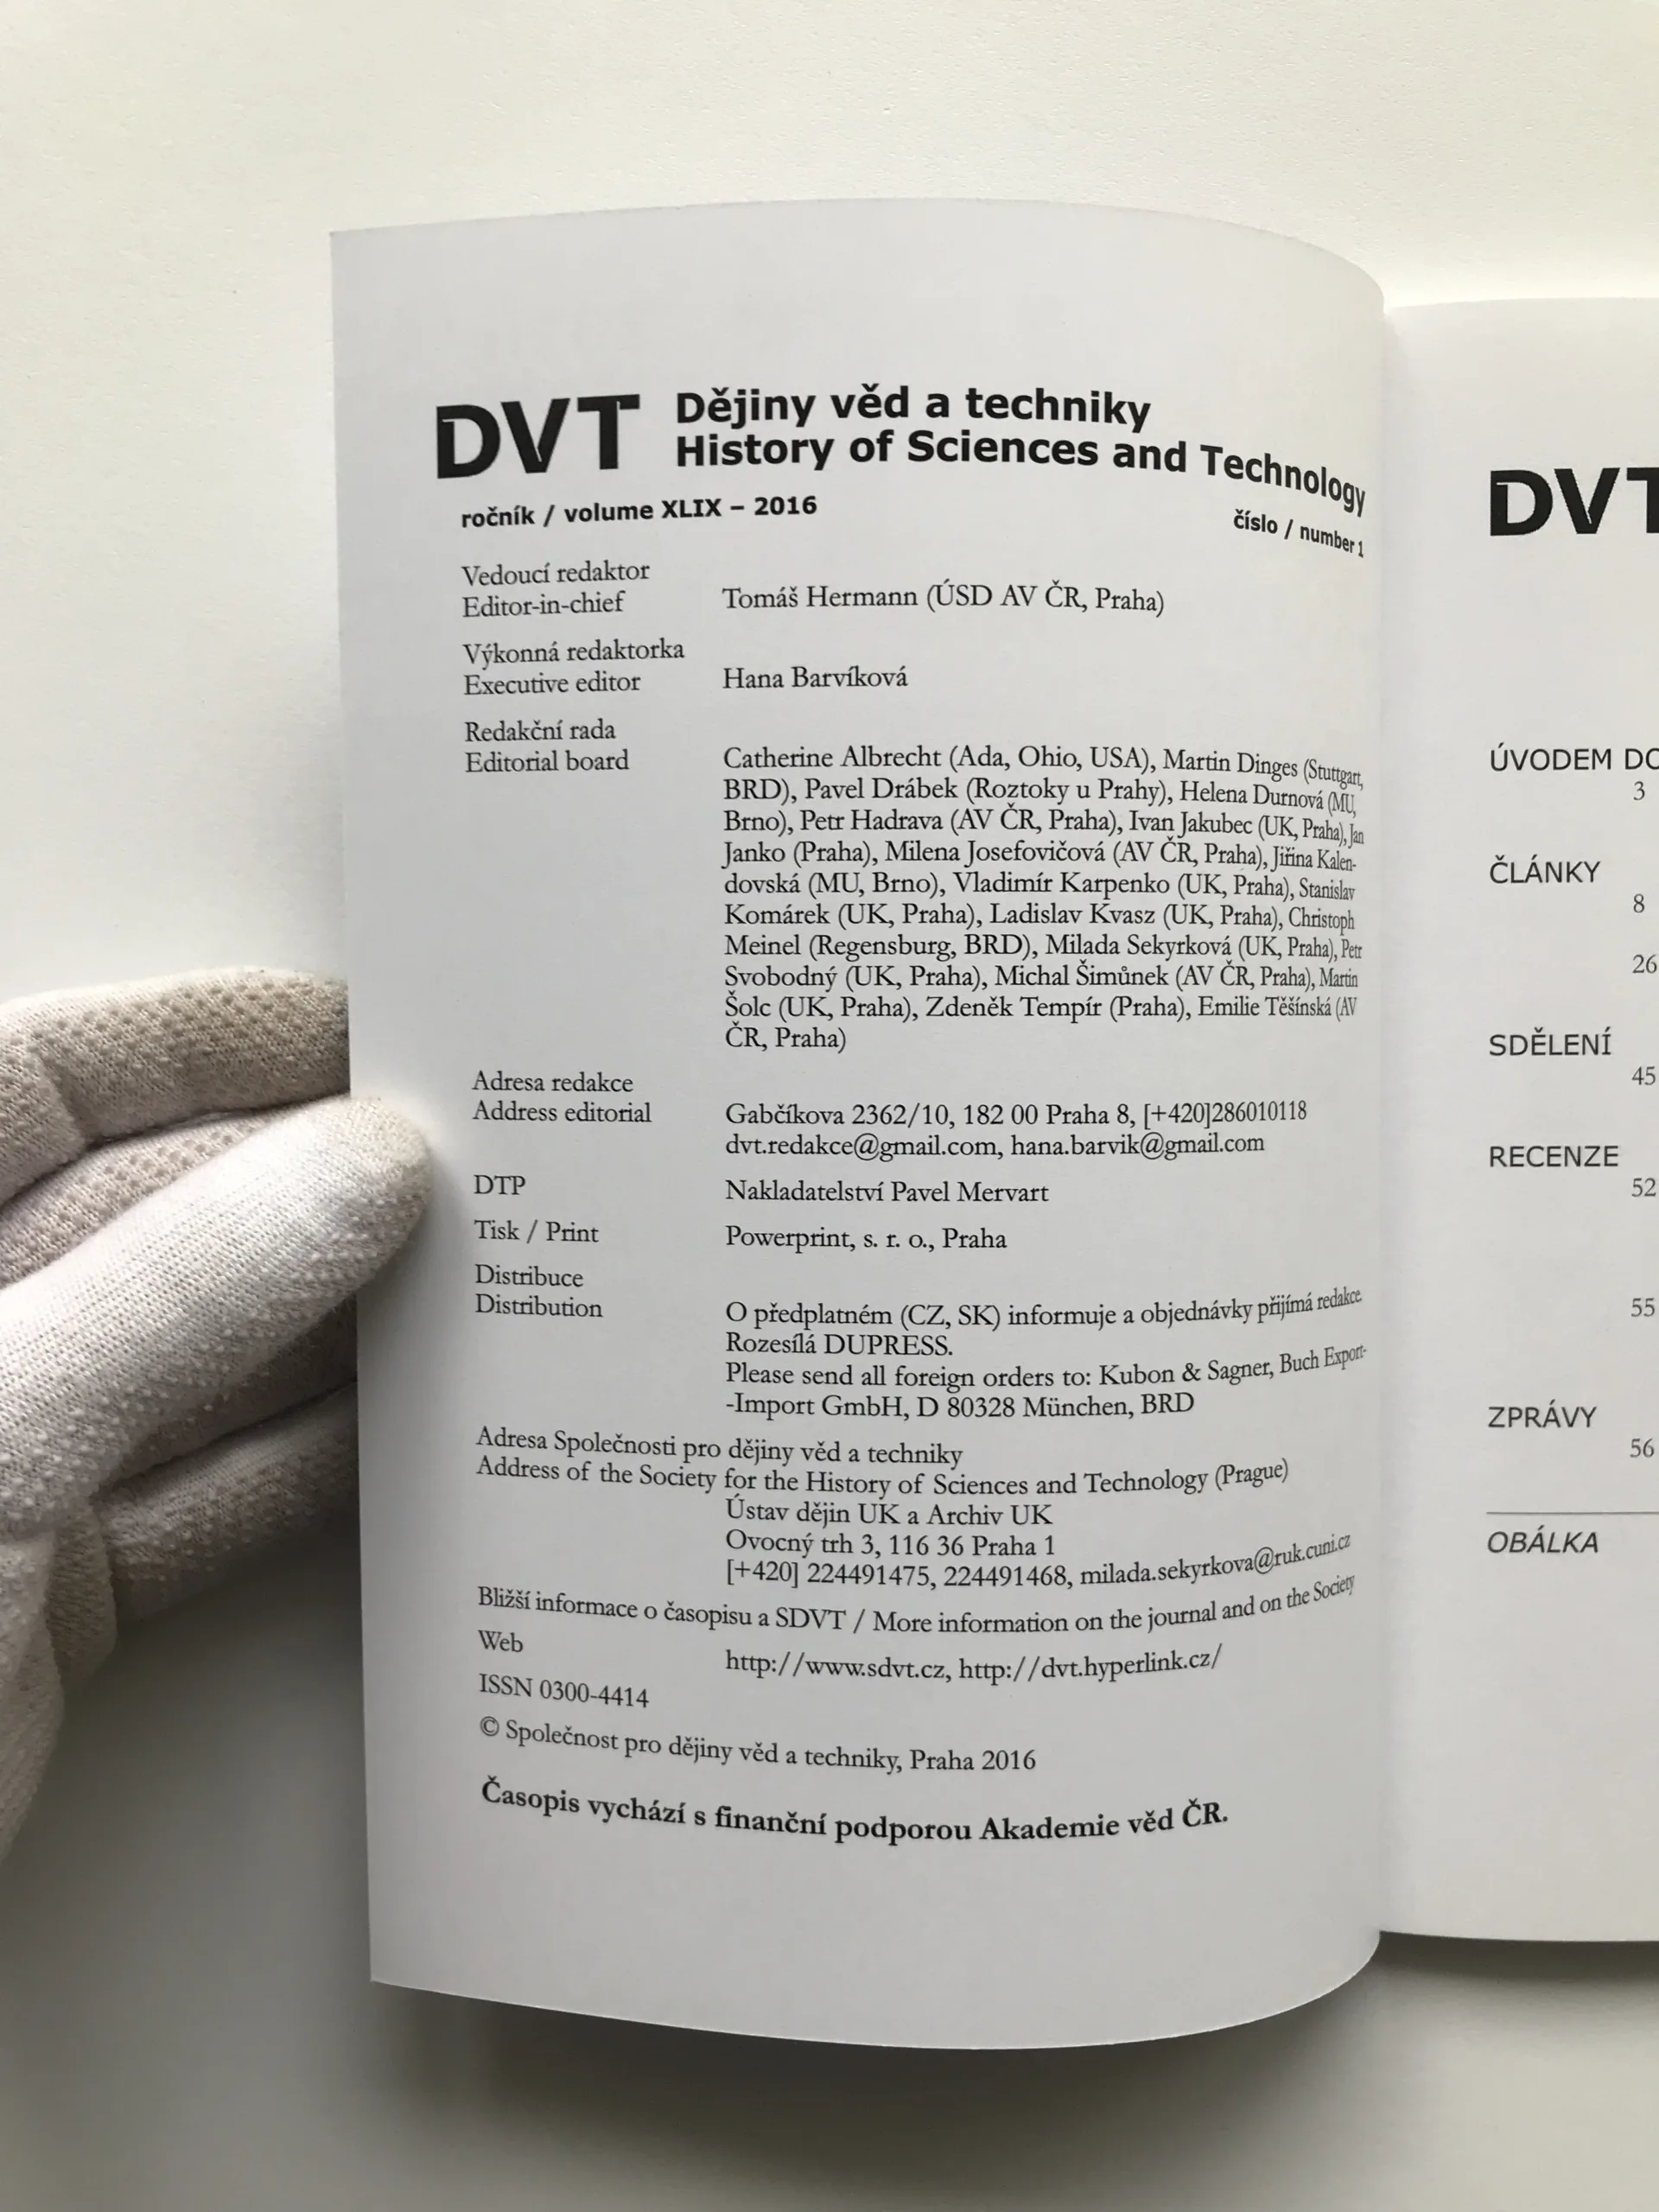 DVT Dějiny věd a techniky
History of Sciences and Technology
ročník / volume XLIX – 2016
číslo / number 1
Vedoucí redaktor
Editor-in-chief Tomáš Hermann (ÚSD AV ČR, Praha)
Výkonná redaktorka
Executive editor Hana Barvíková
Redakční rada
Editorial board Catherine Albrecht (Ada, Ohio, USA), Martin Dinges (Stuttgart,
BRD), Pavel Drábek (Roztoky u Prahy), Helena Durnová (MU,
Brno), Petr Hadrava (AV ČR, Praha), Ivan Jakubec (UK, Praha), Jan
Janko (Praha), Milena Josefovičová (AV ČR, Praha), Jiřina Kalen-
dovská (MU, Brno), Vladimír Karpenko (UK, Praha), Stanislav
Komárek (UK, Praha), Ladislav Kvasz (UK, Praha), Christoph
Meinel (Regensburg, BRD), Milada Sekyrková (UK, Praha), Petr
Svobodný (UK, Praha), Michal Šimůnek (AV ČR, Praha), Martin
Šolc (UK, Praha), Zdeněk Tempír (Praha), Emilie Těšínská (AV
ČR, Praha)
Adresa redakce
Address editorial Gabčíkova 2362/10, 182 00 Praha 8, [+420]286010118
dvt.redakce@gmail.com, hana.barvik@gmail.com
DTP Nakladatelství Pavel Mervart
Tisk / Print Powerprint, s. r. o., Praha
Distribuce
Distribution O předplatném (CZ, SK) informuje a objednávky přijímá redakce.
Rozesílá DUPRESS.
Please send all foreign orders to: Kubon & Sagner, Buch Export-
-Import GmbH, D 80328 München, BRD
Adresa Společnosti pro dějiny věd a techniky
Address of the Society for the History of Sciences and Technology (Prague)
Ústav dějin UK a Archiv UK
Ovocný trh 3, 116 36 Praha 1
[+420] 224491475, 224491468, milada.sekyrkova@ruk.cuni.cz
Bližší informace o časopisu a SDVT / More information on the journal and on the Society
Web http://www.sdvt.cz, http://dvt.hyperlink.cz/
ISSN 0300-4414
© Společnost pro dějiny věd a techniky, Praha 2016
Časopis vychází s finanční podporou Akademie věd ČR.
DVT
ÚVODEM DO
3
ČLÁNKY
8
26
SDĚLENÍ
45
RECENZE
52
55
ZPRÁVY
56
OBÁLKA